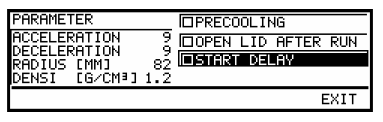 PARAMETER
ACCELERATION 9
DECELERATION 9
RADIUS [MM] 82
DENSI [G/CM³] 1.2
PRECOOLING
OPEN LID AFTER RUN
START DELAY
EXIT